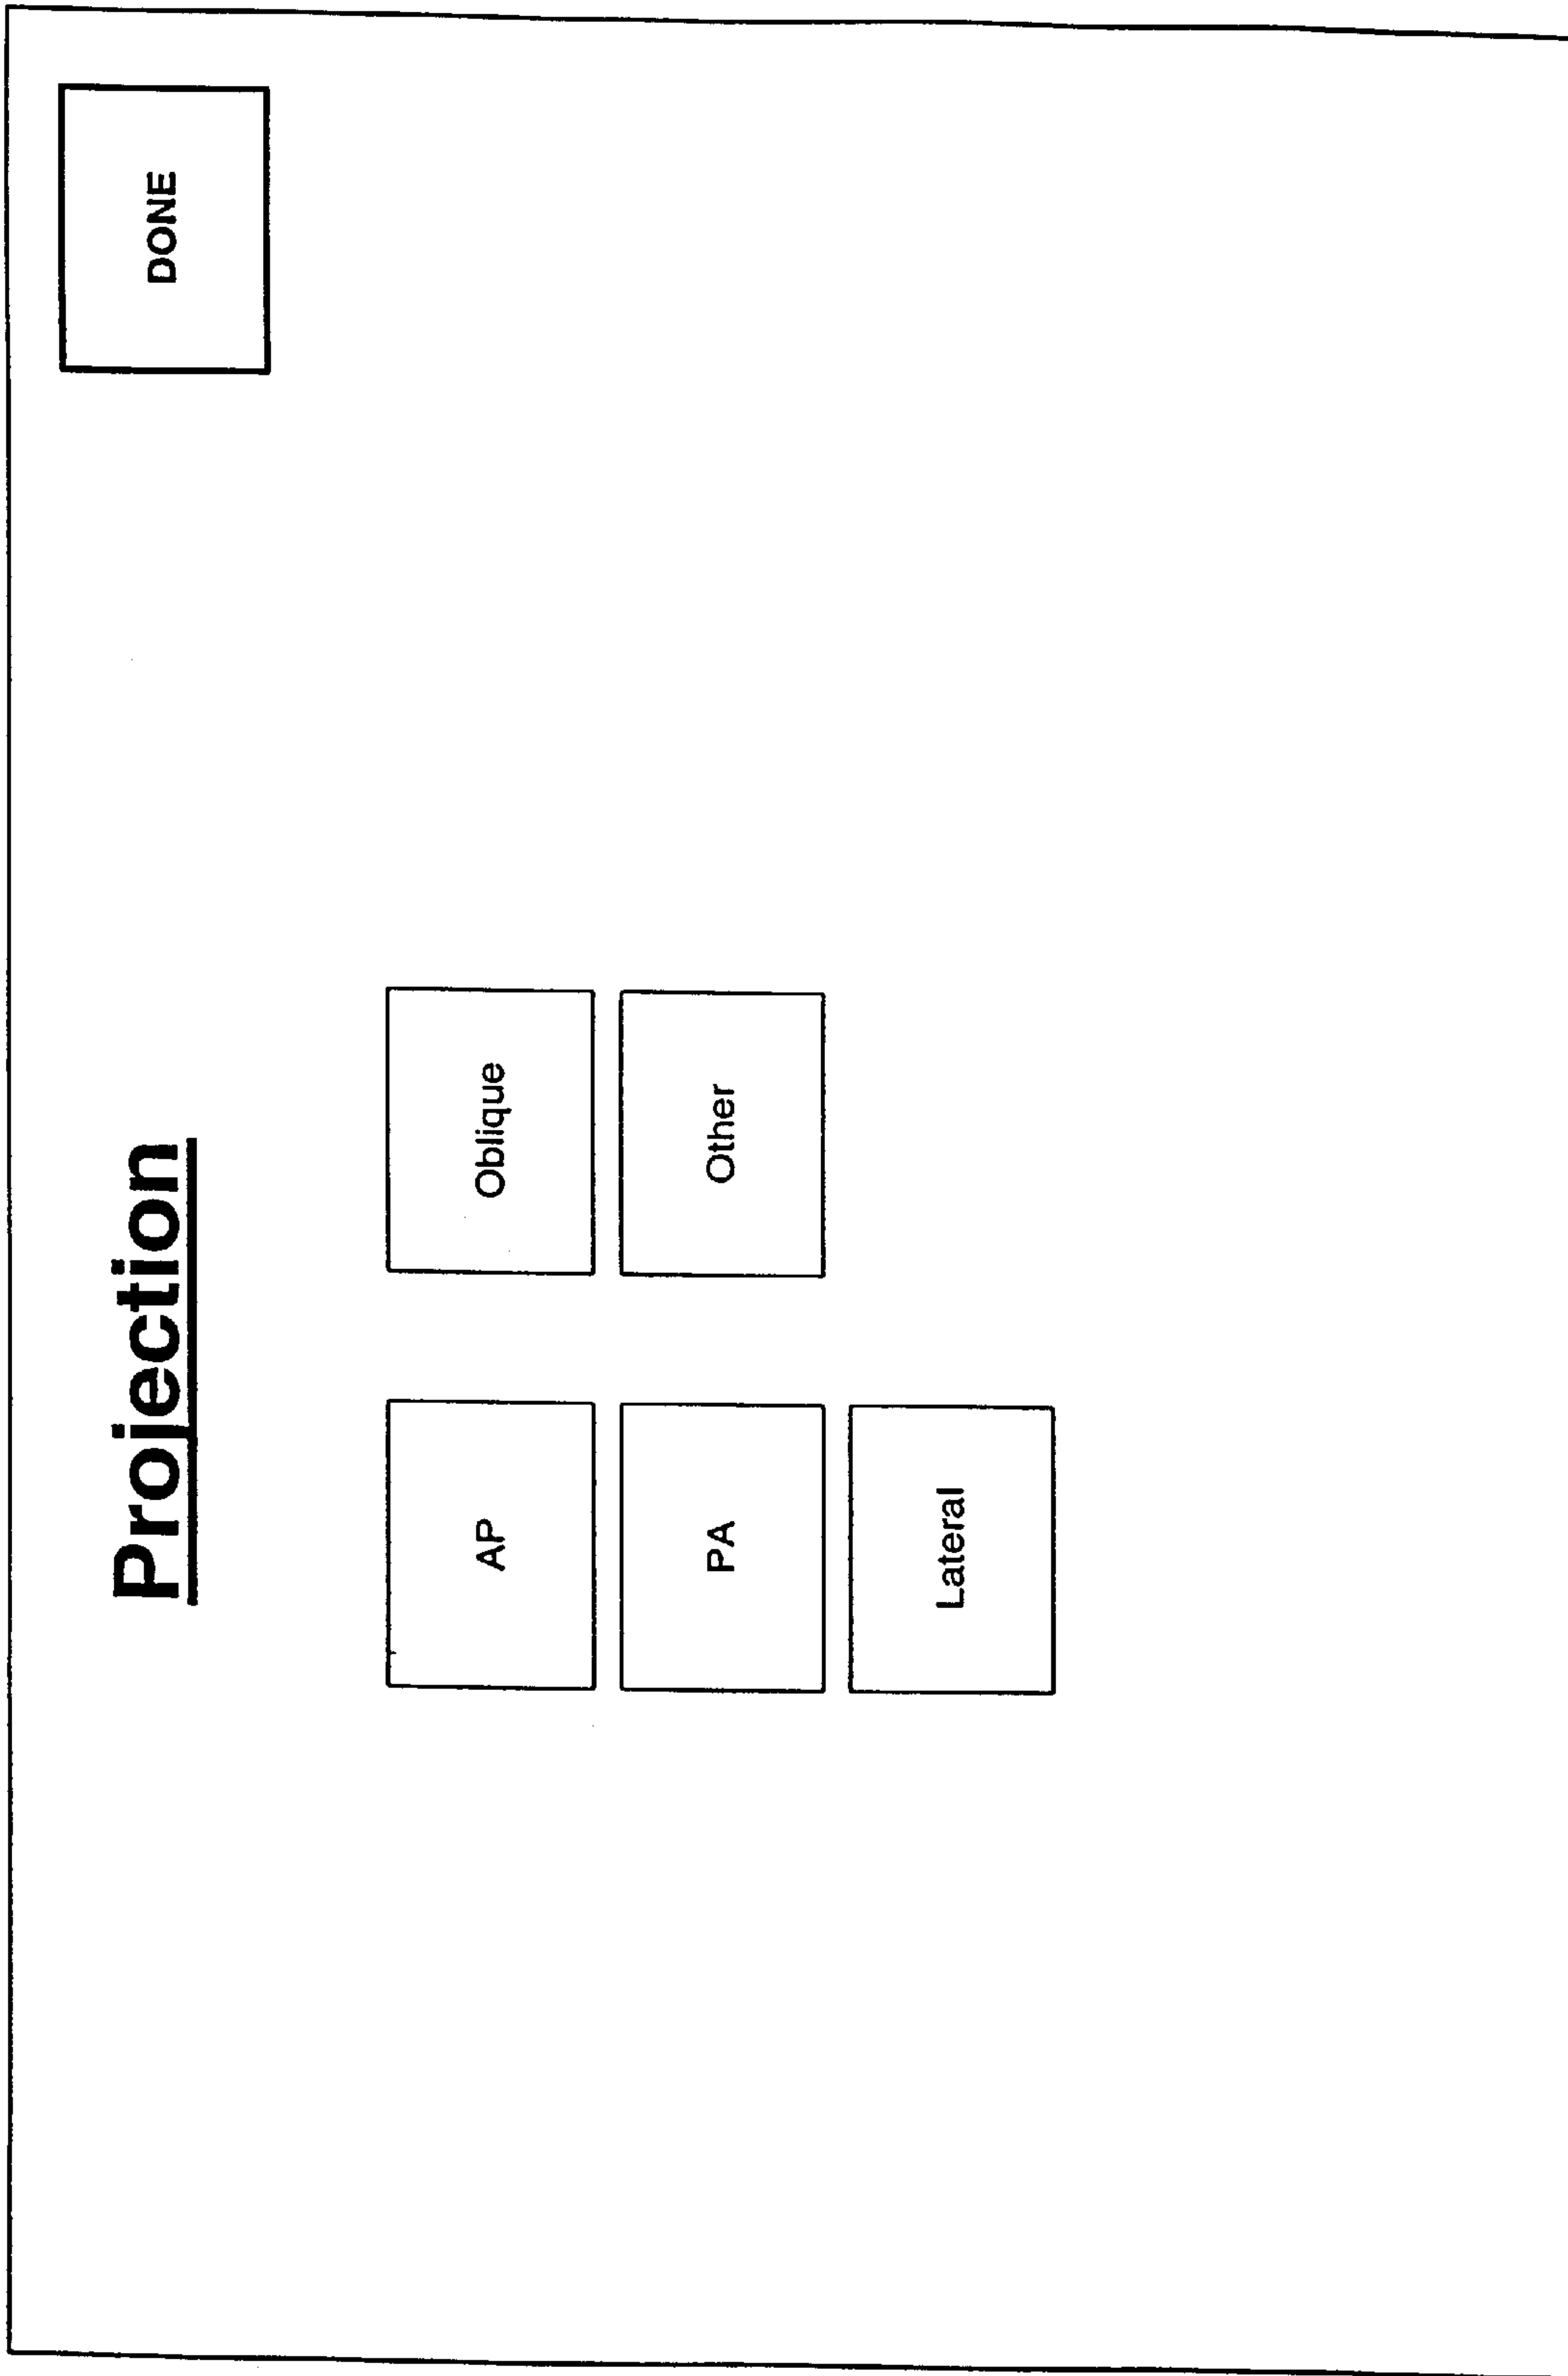 DONE
Projection
AP
Oblique
PA
Other
Lateral